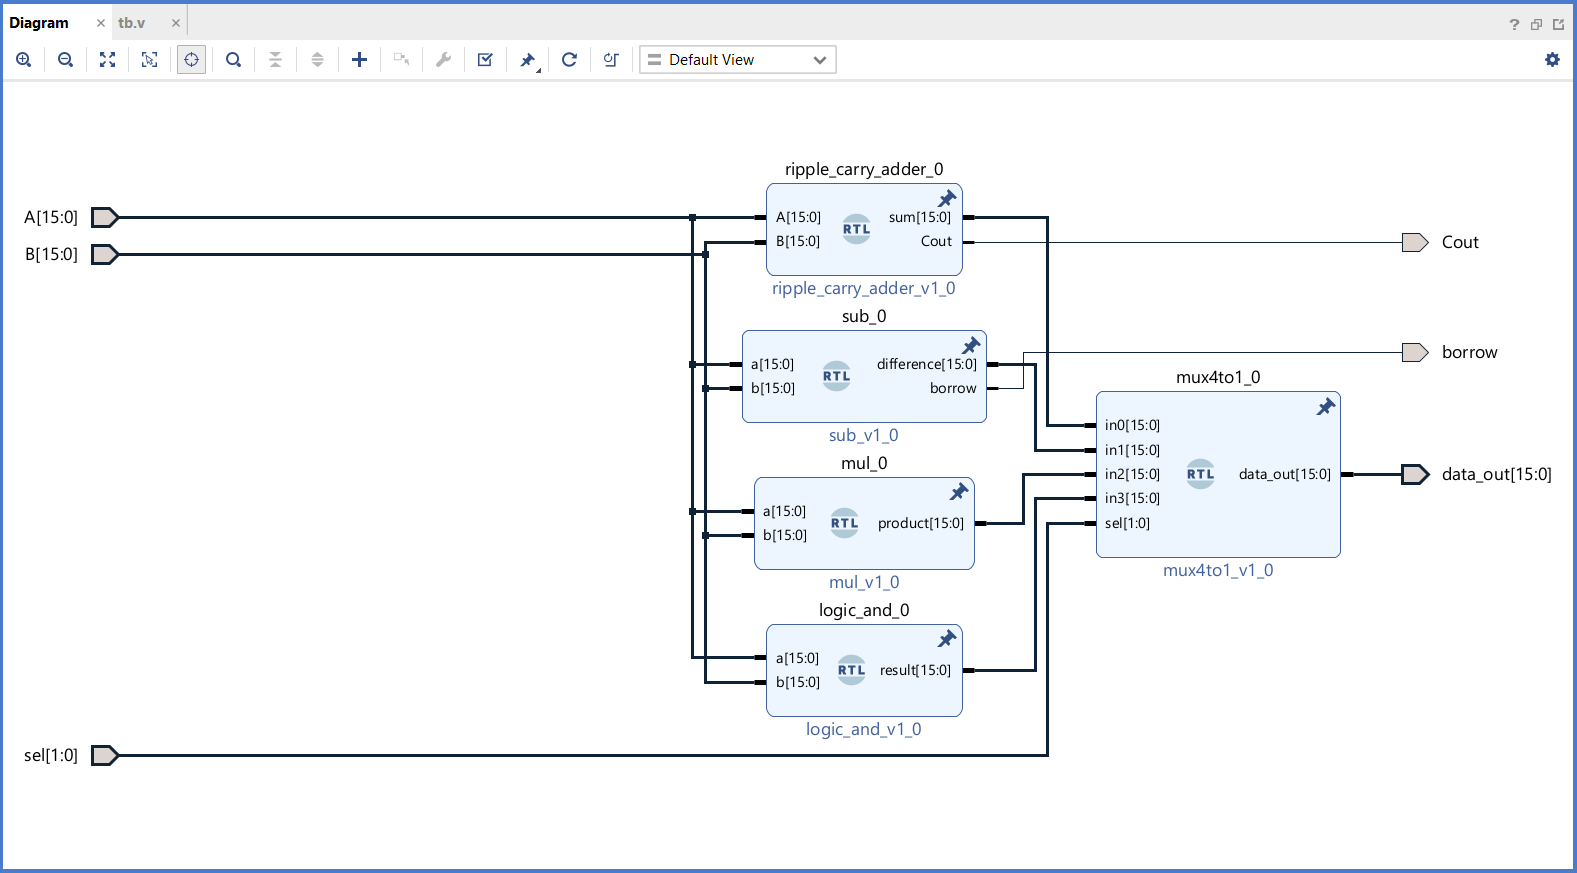 Diagram × tb.v × ?
Default View
ripple_carry_adder_0
A[15:0]
A[15:0] RTL sum[15:0]
B[15:0] Cout
Cout
B[15:0]
ripple_carry_adder_v1_0
sub_0
borrow
a[15:0] RTL difference[15:0]
b[15:0] borrow
sub_v1_0
mux4to1_0
in0[15:0]
in1[15:0]
in2[15:0] RTL data_out[15:0]
in3[15:0]
sel[1:0]
mux4to1_v1_0
data_out[15:0]
mul_0
a[15:0] RTL product[15:0]
b[15:0]
mul_v1_0
logic_and_0
a[15:0] RTL result[15:0]
b[15:0]
logic_and_v1_0
sel[1:0]